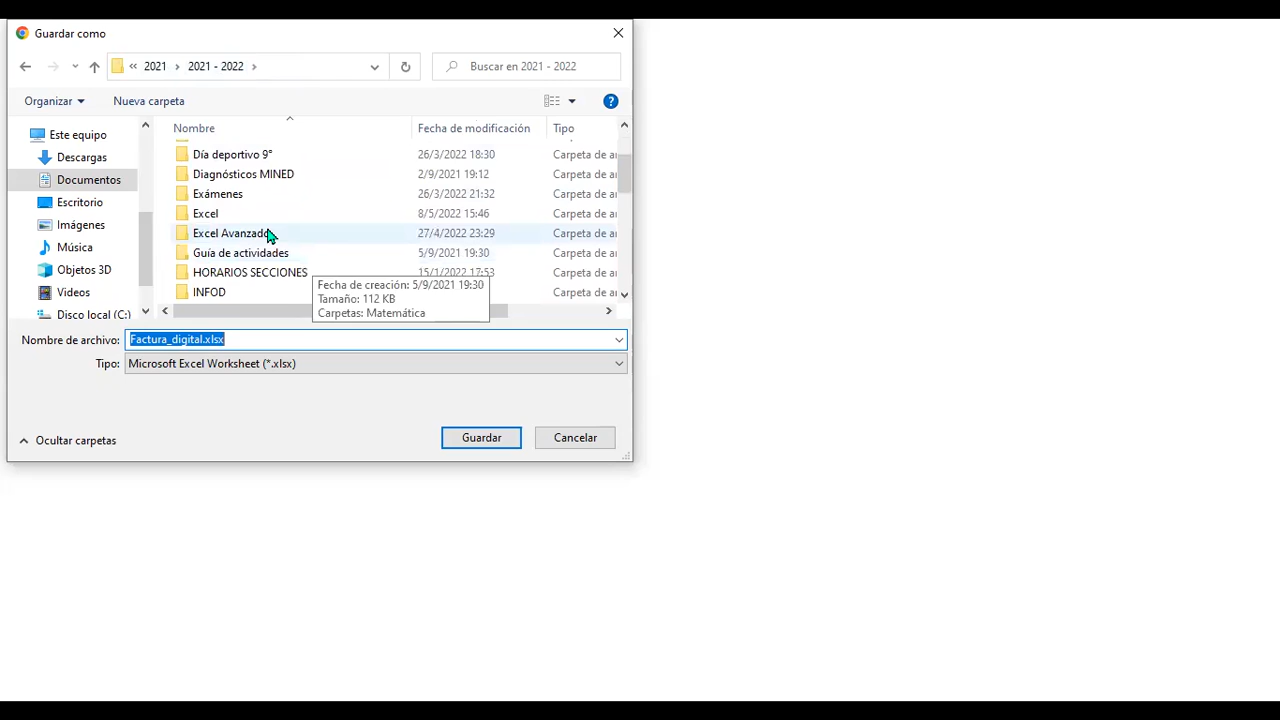 Guardar como
« 2021 › 2021 - 2022 ›
Buscar en 2021 - 2022
Organizar
Nueva carpeta
?
Nombre
Fecha de modificación
Tipo
Este equipo
Descargas
Documentos
Escritorio
Imágenes
Música
Objetos 3D
Videos
Disco local (C:)
Día deportivo 9° 26/3/2022 18:30 Carpeta de ar
Diagnósticos MINED 2/9/2021 19:12 Carpeta de ar
Exámenes 26/3/2022 21:32 Carpeta de ar
Excel 8/5/2022 15:46 Carpeta de ar
Excel Avanzado 27/4/2022 23:29 Carpeta de ar
Guía de actividades 5/9/2021 19:30 Carpeta de ar
HORARIOS SECCIONES 15/1/2022 17:53 Carpeta de ar
INFOD Carpeta de ar
Fecha de creación: 5/9/2021 19:30
Tamaño: 112 KB
Carpetas: Matemática
Nombre de archivo: Factura_digital.xlsx
Tipo: Microsoft Excel Worksheet (*.xlsx)
Ocultar carpetas
Guardar
Cancelar